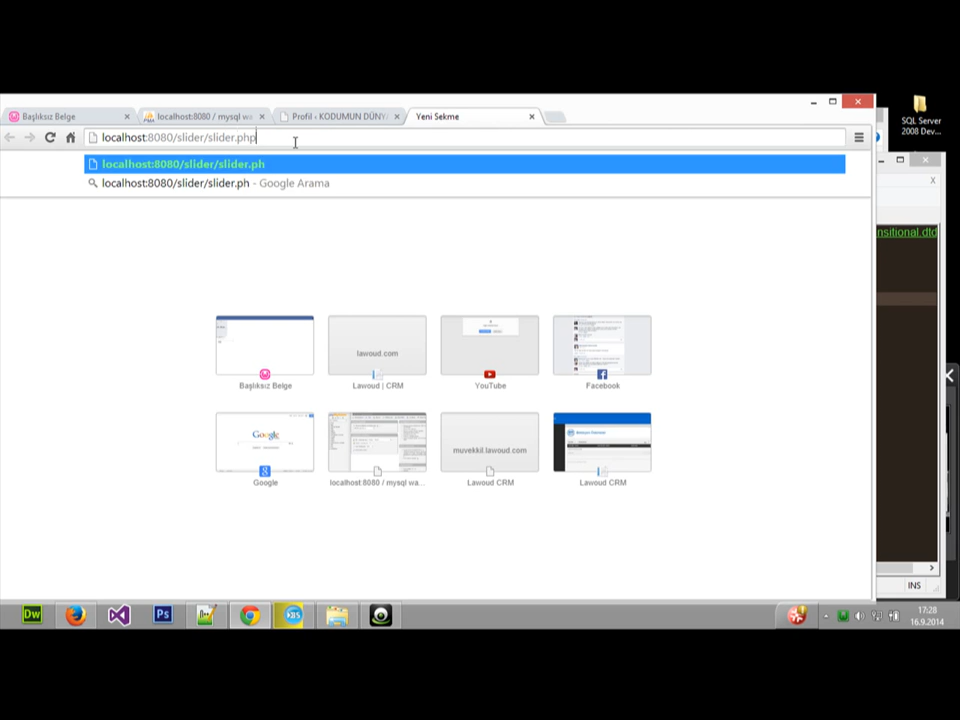 Başlıksız Belge
localhost:8080 / mysql wa
Profil ‹ KODUMUN DÜNY
Yeni Sekme
localhost:8080/slider/slider.php
localhost:8080/slider/slider.ph
localhost:8080/slider/slider.ph - Google Arama
SQL Server
2008 Dev...
nsitional.dtd
lawoud.com
Başlıksız Belge
Lawoud | CRM
YouTube
Facebook
Google
muvekkil.lawoud.com
Google
localhost:8080 / mysql wa...
Lawoud CRM
Lawoud CRM
INS
Dw
Ps
17:28
16.9.2014